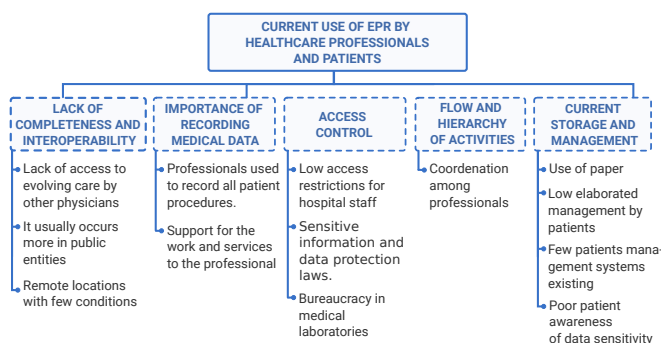 CURRENT USE OF EPR BY
HEALTHCARE PROFESSIONALS
AND PATIENTS
LACK OF
COMPLETENESS AND
INTEROPERABILITY
Lack of access to
evolving care by
other physicians
It usually occurs
more in public
entities
Remote locations
with few conditions
IMPORTANCE OF
RECORDING
MEDICAL DATA
Professionals used
to record all patient
procedures.
Support for the
work and services
to the professional
ACCESS
CONTROL
Low access
restrictions for
hospital staff
Sensitive
information and
data protection
laws.
Bureaucracy in
medical
laboratories
FLOW AND
HIERARCHY
OF ACTIVITIES
Coordenation
among
professionals
CURRENT
STORAGE AND
MANAGEMENT
Use of paper
Low elaborated
management by
patients
Few patients mana-
gement systems
existing
Poor patient
awareness
of data sensitivity